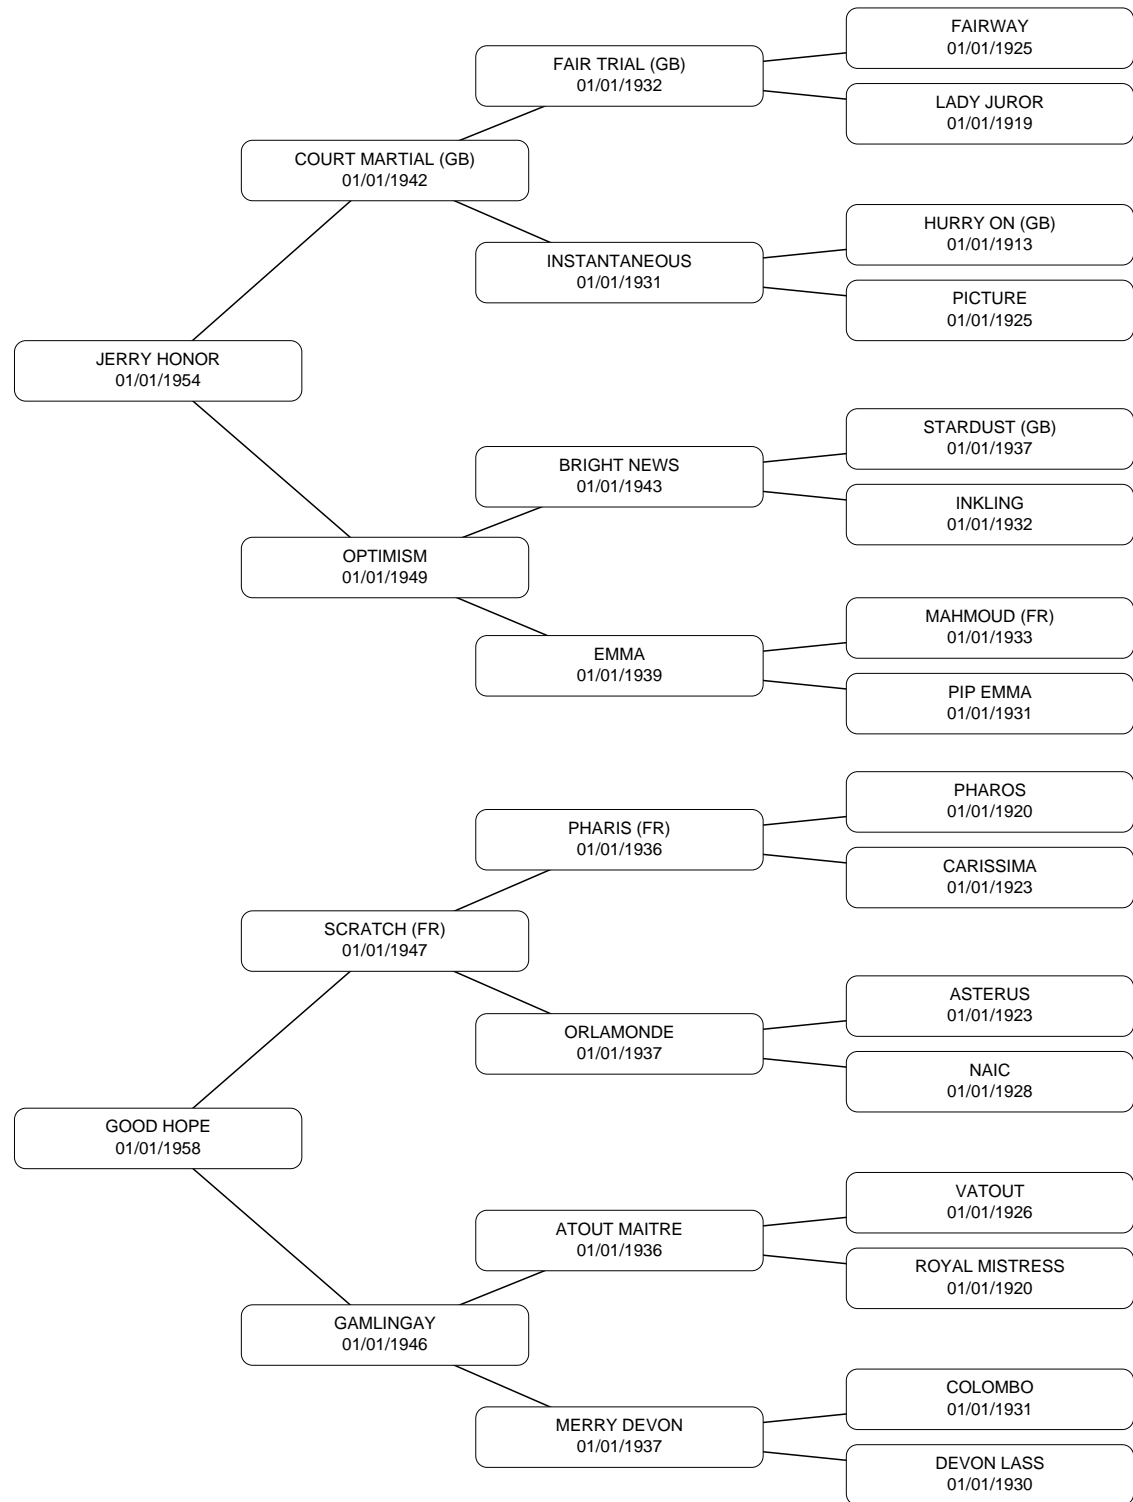 FAIRWAY
01/01/1925
FAIR TRIAL (GB)
01/01/1932
LADY JUROR
01/01/1919
COURT MARTIAL (GB)
01/01/1942
HURRY ON (GB)
01/01/1913
INSTANTANEOUS
01/01/1931
PICTURE
01/01/1925
JERRY HONOR
01/01/1954
STARDUST (GB)
01/01/1937
BRIGHT NEWS
01/01/1943
INKLING
01/01/1932
OPTIMISM
01/01/1949
MAHMOUD (FR)
01/01/1933
EMMA
01/01/1939
PIP EMMA
01/01/1931
PHAROS
01/01/1920
PHARIS (FR)
01/01/1936
CARISSIMA
01/01/1923
SCRATCH (FR)
01/01/1947
ASTERUS
01/01/1923
ORLAMONDE
01/01/1937
NAIC
01/01/1928
GOOD HOPE
01/01/1958
VATOUT
01/01/1926
ATOUT MAITRE
01/01/1936
ROYAL MISTRESS
01/01/1920
GAMLINGAY
01/01/1946
COLOMBO
01/01/1931
MERRY DEVON
01/01/1937
DEVON LASS
01/01/1930